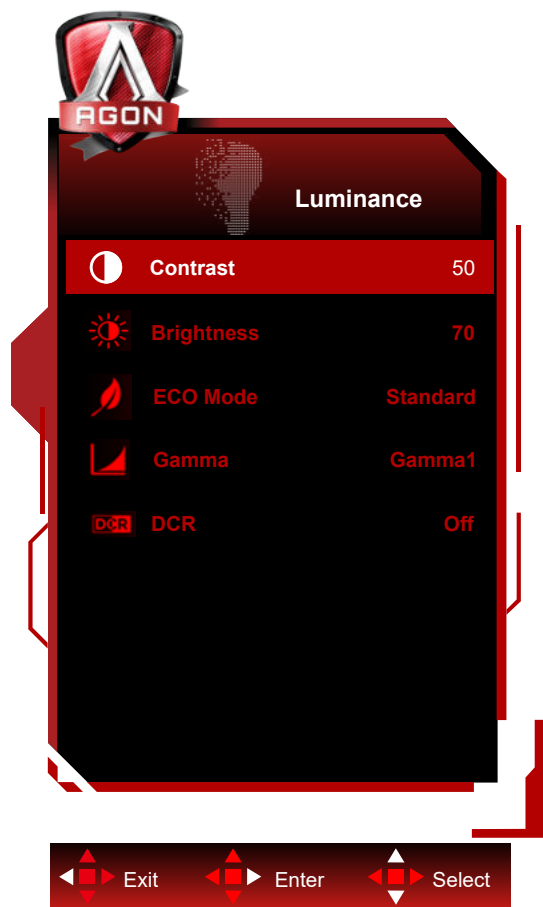 AGON
Luminance
Contrast 50
Brightness 70
ECO Mode Standard
Gamma Gamma1
DCR DCR Off
Exit Enter Select